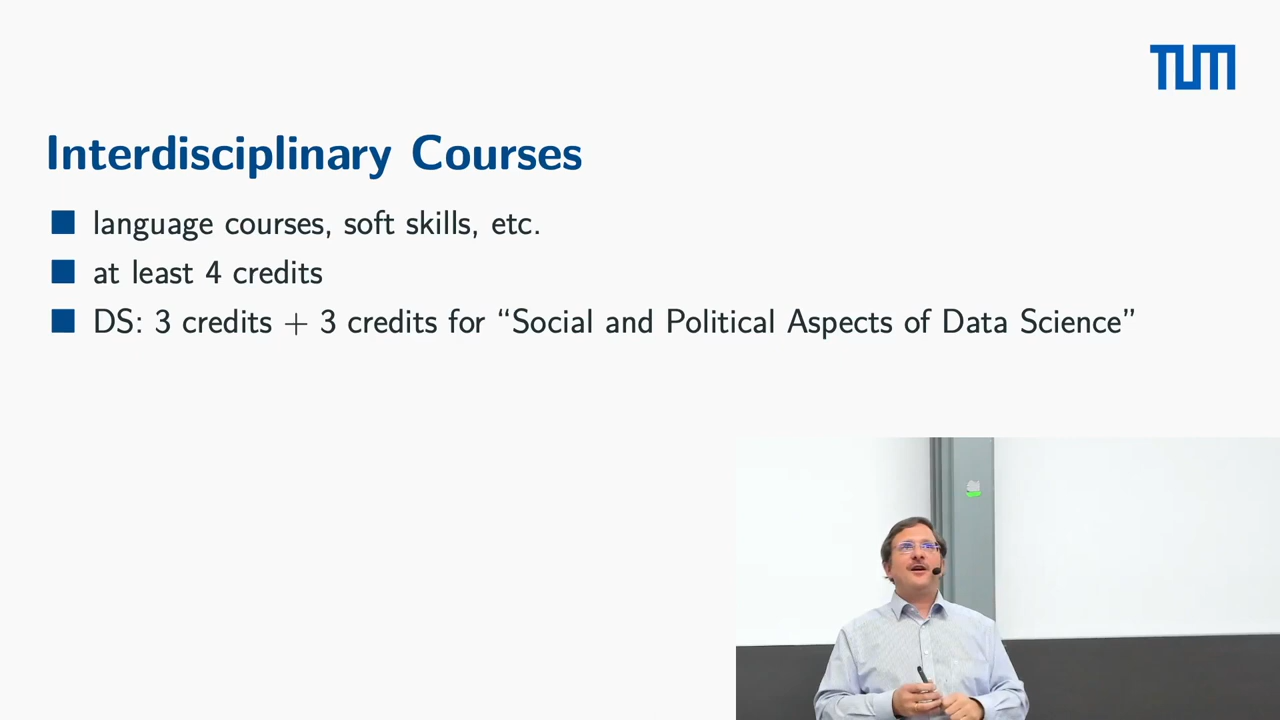 TUM
Interdisciplinary Courses
language courses, soft skills, etc.
at least 4 credits
DS: 3 credits + 3 credits for “Social and Political Aspects of Data Science”